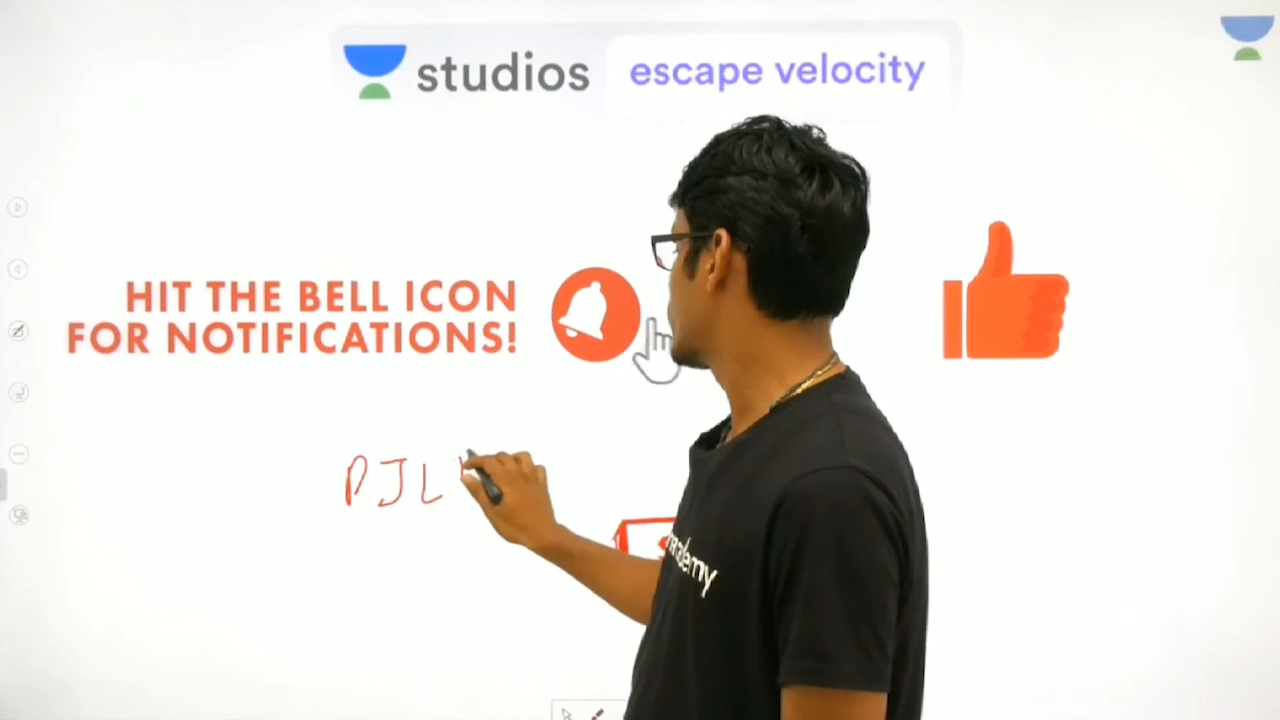 studios escape velocity
HIT THE BELL ICON
FOR NOTIFICATIONS!
PJL